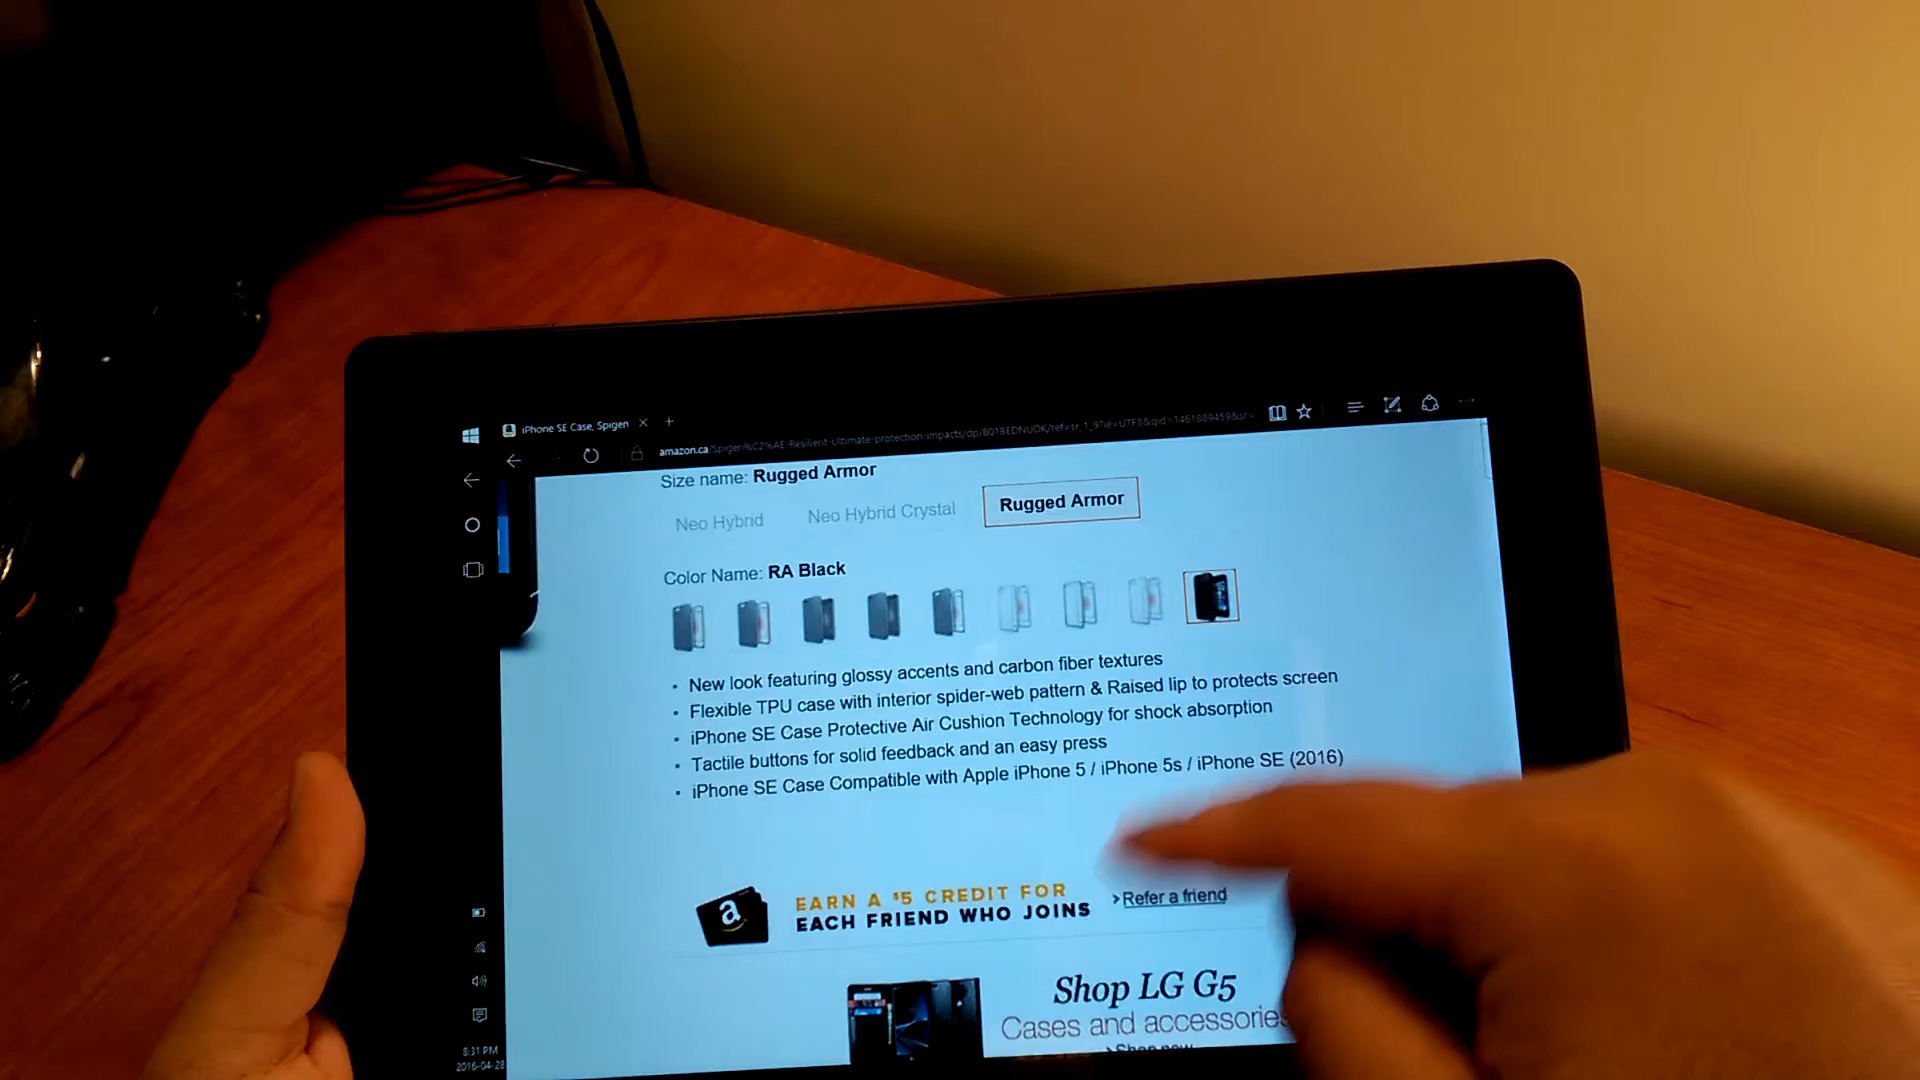 iPhone SE Case, Spigen
amazon.ca
Size name: Rugged Armor
Neo Hybrid
Neo Hybrid Crystal
Rugged Armor
Color Name: RA Black
New look featuring glossy accents and carbon fiber textures
Flexible TPU case with interior spider-web pattern & Raised lip to protects screen
iPhone SE Case Protective Air Cushion Technology for shock absorption
Tactile buttons for solid feedback and an easy press
iPhone SE Case Compatible with Apple iPhone 5 / iPhone 5s / iPhone SE (2016)
a
EARN A $5 CREDIT FOR
EACH FRIEND WHO JOINS
Refer a friend
Shop LG G5
Cases and accessories
Shop now
8:31 PM
2016-04-28